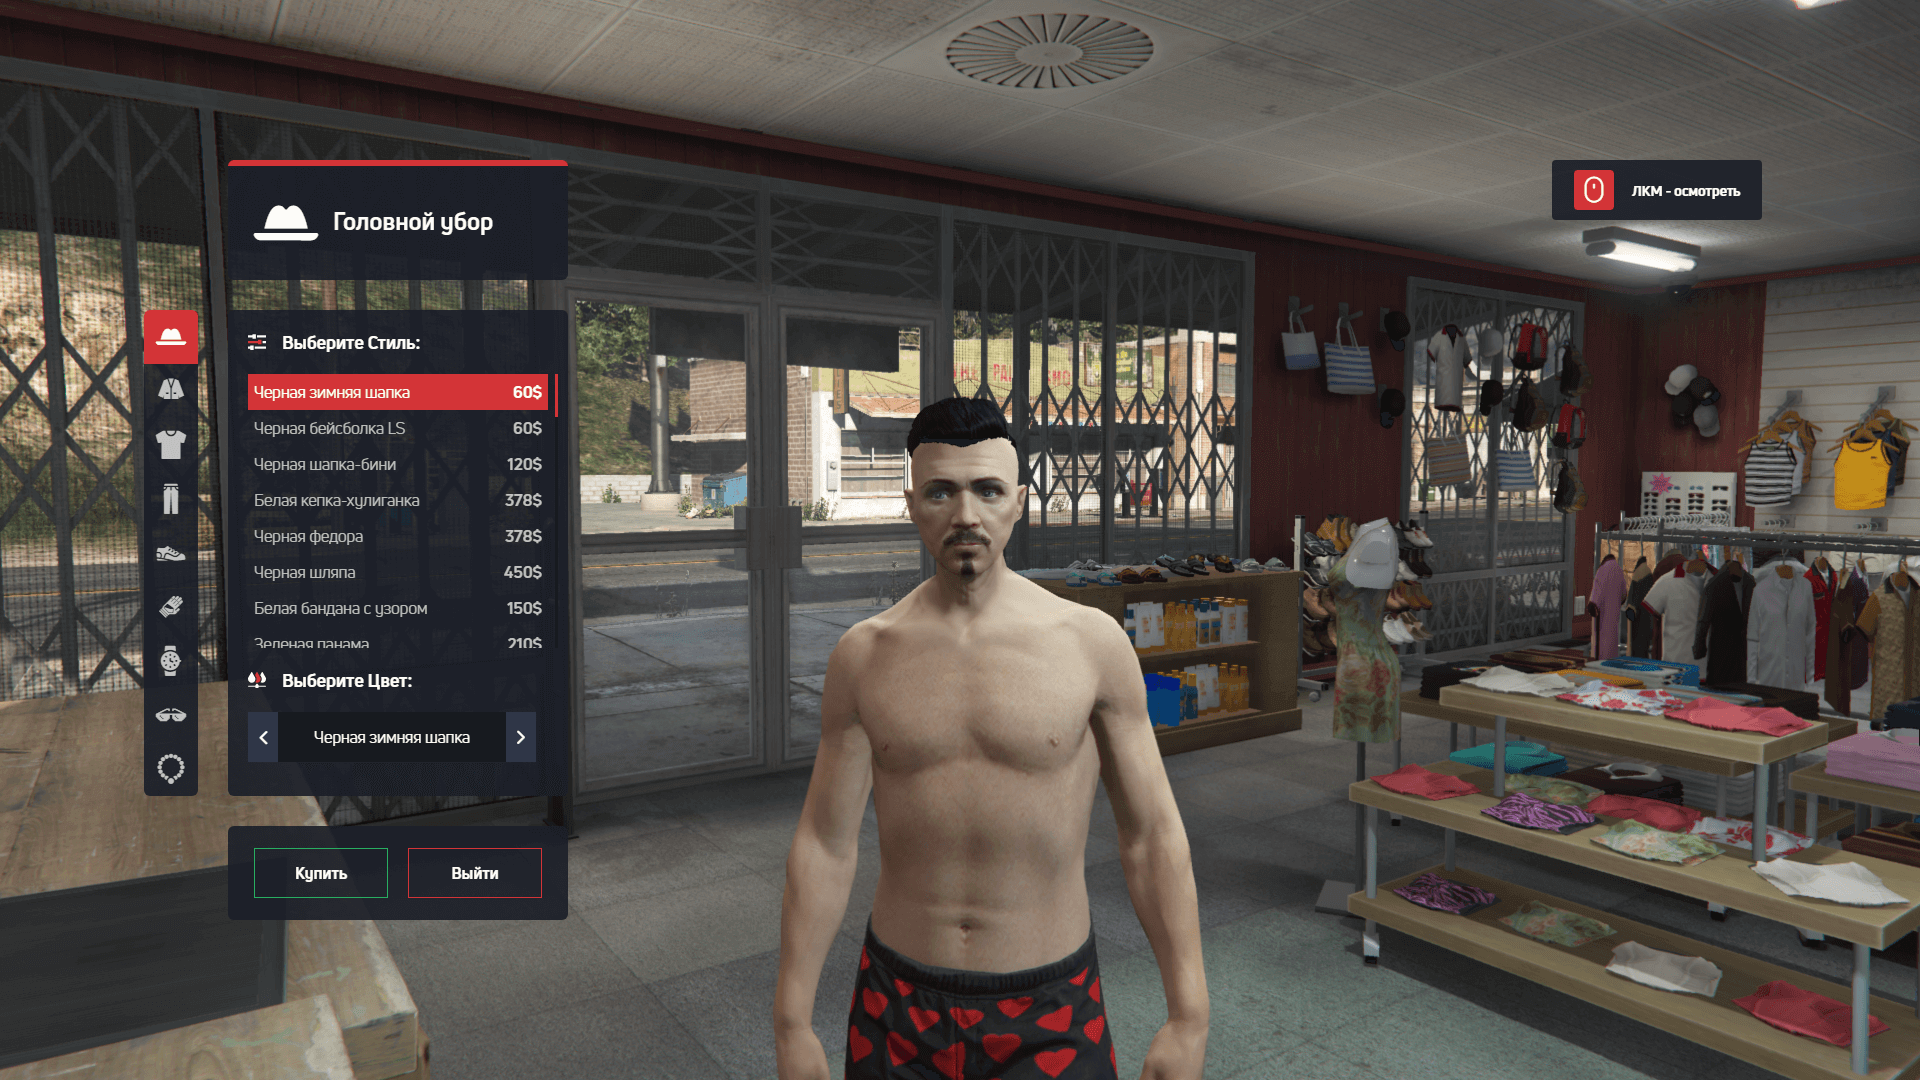 Головной убор
ЛКМ - осмотреть
Выберите Стиль:
Черная зимняя шапка 60$
Черная бейсболка LS 60$
Черная шапка-бини 120$
Белая кепка-хулиганка 378$
Черная федора 378$
Черная шляпа 450$
Белая бандана с узором 150$
Зеленая панама 210$
Выберите Цвет:
Черная зимняя шапка
Купить
Выйти